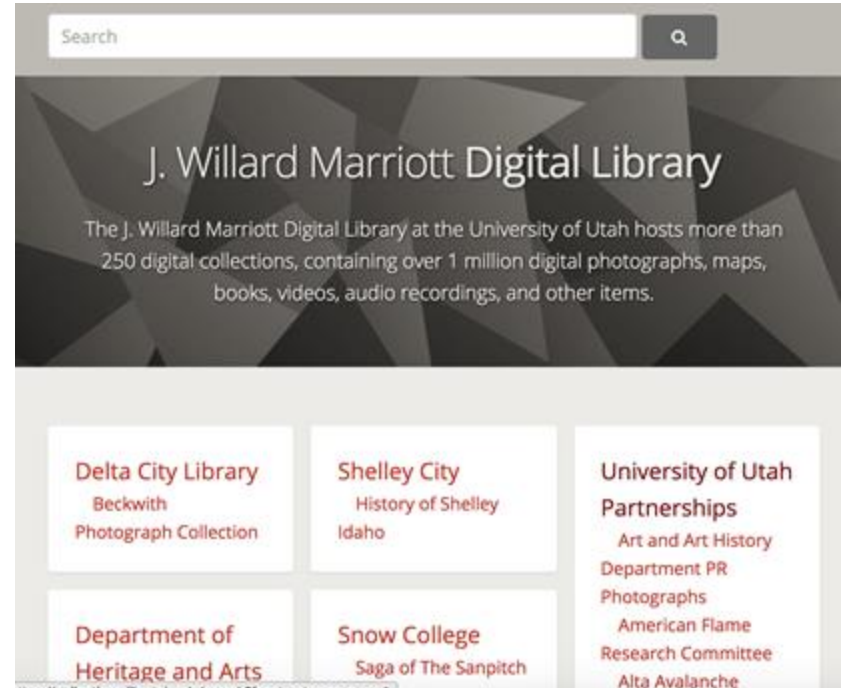 Search
J. Willard Marriott Digital Library
The J. Willard Marriott Digital Library at the University of Utah hosts more than
250 digital collections, containing over 1 million digital photographs, maps,
books, videos, audio recordings, and other items.
Delta City Library
Beckwith
Photograph Collection
Department of
Heritage and Arts
Shelley City
History of Shelley
Idaho
Snow College
Saga of The Sanpitch
University of Utah
Partnerships
Art and Art History
Department PR
Photographs
American Flame
Research Committee
Alta Avalanche